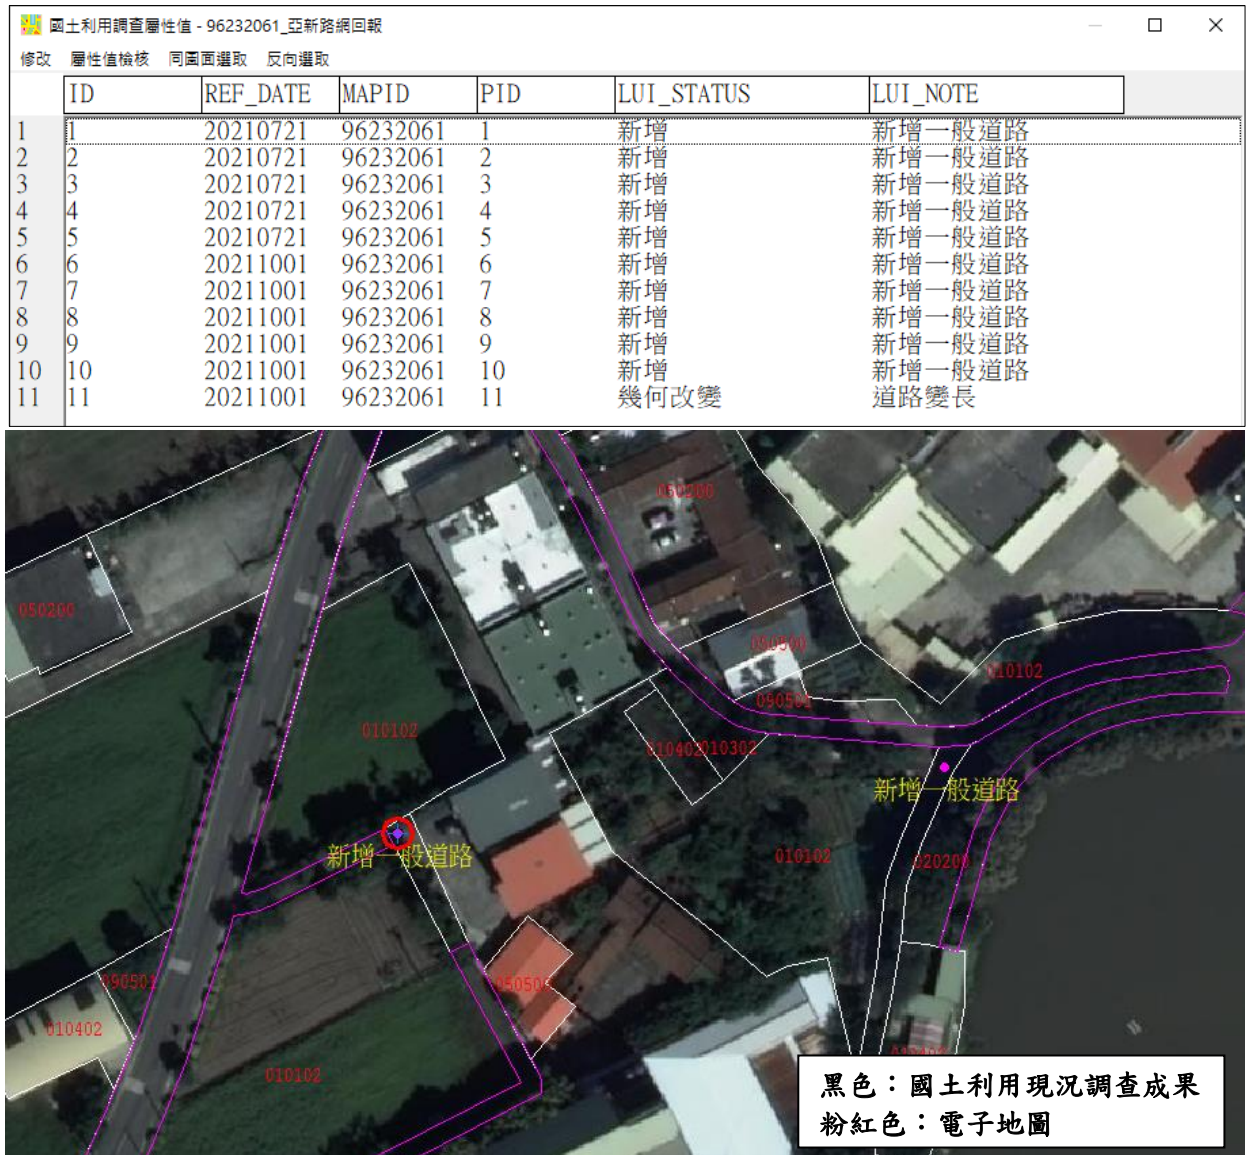 國土利用調查屬性值 - 96232061_亞新路網回報
修改 屬性值檢核 同圖面選取 反向選取
ID REF_DATE MAPID PID LUI_STATUS LUI_NOTE
1 1 20210721 96232061 1 新增 新增一般道路
2 2 20210721 96232061 2 新增 新增一般道路
3 3 20210721 96232061 3 新增 新增一般道路
4 4 20210721 96232061 4 新增 新增一般道路
5 5 20210721 96232061 5 新增 新增一般道路
6 6 20211001 96232061 6 新增 新增一般道路
7 7 20211001 96232061 7 新增 新增一般道路
8 8 20211001 96232061 8 新增 新增一般道路
9 9 20211001 96232061 9 新增 新增一般道路
10 10 20211001 96232061 10 新增 新增一般道路
11 11 20211001 96232061 11 幾何改變 道路變長
050200
050200
050500
010102
090501
010102
010402
010302
新增一般道路
新增一般道路
010102
020200
090501
050500
010402
010102
黑色：國土利用現況調查成果
粉紅色：電子地圖